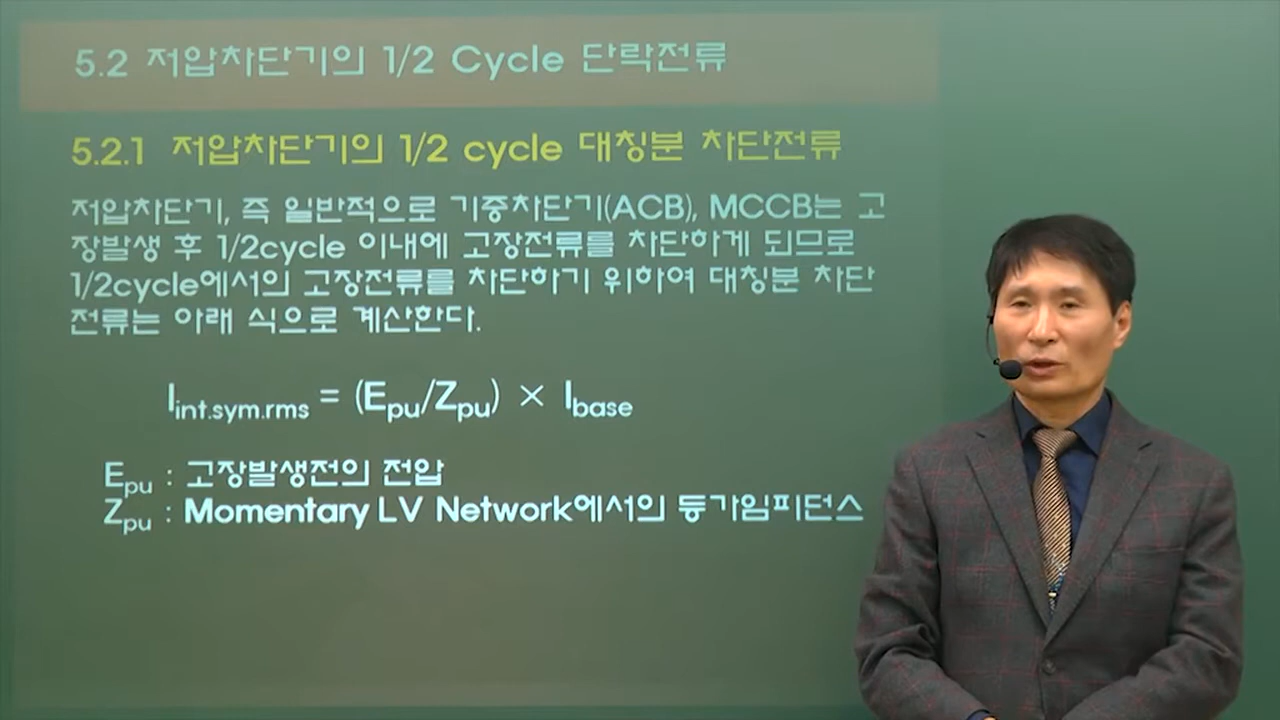 5.2 저압차단기의 1/2 Cycle 단락전류
5.2.1 저압차단기의 1/2 cycle 대칭분 차단전류
저압차단기, 즉 일반적으로 기중차단기(ACB), MCCB는 고
장발생 후 1/2cycle 이내에 고장전류를 차단하게 되므로
1/2cycle에서의 고장전류를 차단하기 위하여 대칭분 차단
전류는 아래 식으로 계산한다.
I int.sym.rms = (Epu/Zpu) × Ibase
Epu : 고장발생전의 전압
Zpu : Momentary LV Network에서의 등가임피던스